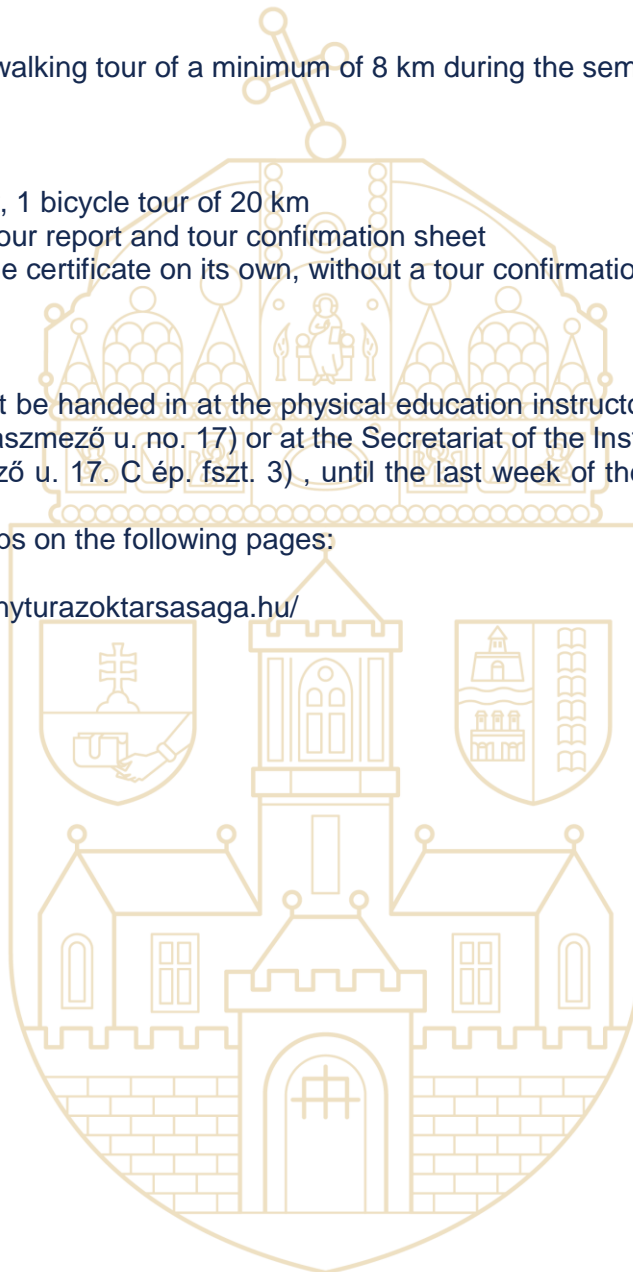 walking tour of a minimum of 8 km during the sem
, 1 bicycle tour of 20 km
our report and tour confirmation sheet
e certificate on its own, without a tour confirmatio
t be handed in at the physical education instructo
aszmező u. no. 17) or at the Secretariat of the Inst
ző u. 17. C ép. fszt. 3) , until the last week of the
os on the following pages:
nyturazoktarsasaga.hu/